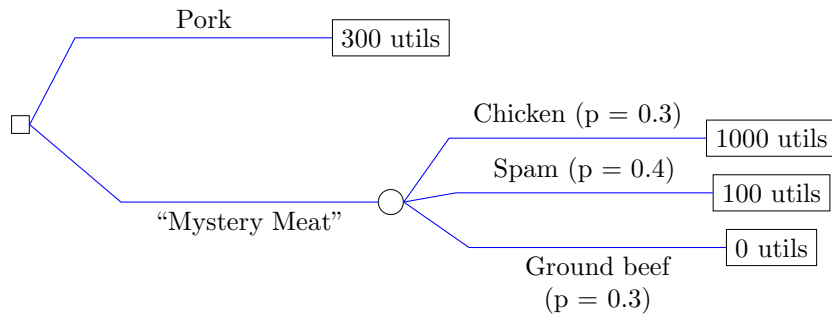 Pork
300 utils
Chicken (p = 0.3)
1000 utils
Spam (p = 0.4)
100 utils
“Mystery Meat”
0 utils
Ground beef
(p = 0.3)